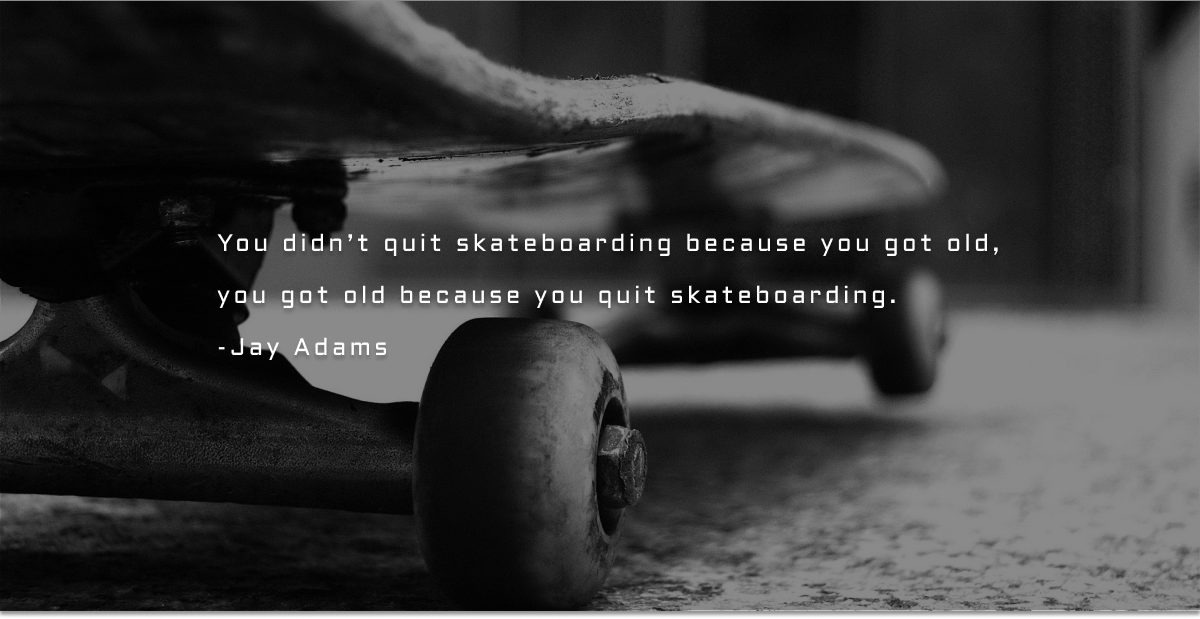 You didn’t quit skateboarding because you got old,
you got old because you quit skateboarding.
-Jay Adams